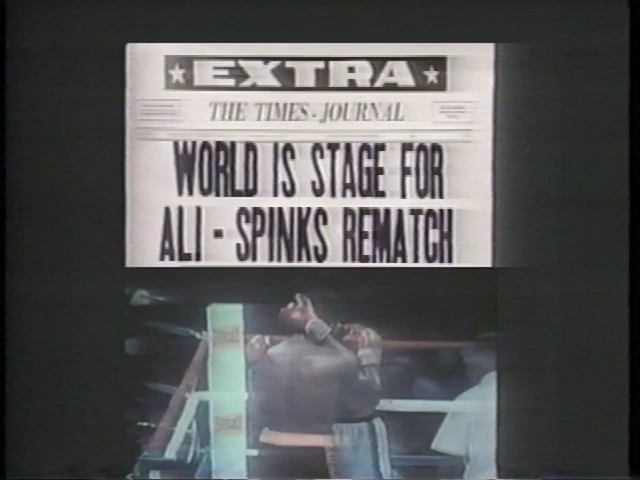 ★ EXTRA ★
THE TIMES-JOURNAL
WORLD IS STAGE FOR
ALI - SPINKS REMATCH